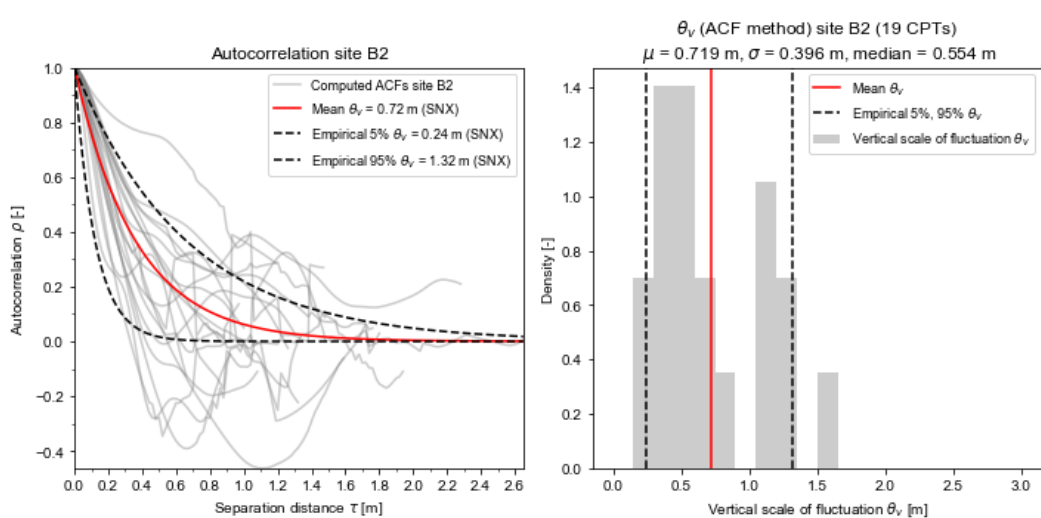 Autocorrelation site B2
Computed ACFs site B2
Mean θv = 0.72 m (SNX)
Empirical 5% θv = 0.24 m (SNX)
Empirical 95% θv = 1.32 m (SNX)
1.0
0.8
0.6
0.4
0.2
0.0
−0.2
−0.4
Autocorrelation ρ [-]
0.0 0.2 0.4 0.6 0.8 1.0 1.2 1.4 1.6 1.8 2.0 2.2 2.4 2.6
Separation distance τ [m]
θv (ACF method) site B2 (19 CPTs)
μ = 0.719 m, σ = 0.396 m, median = 0.554 m
Mean θv
Empirical 5%, 95% θv
Vertical scale of fluctuation θv
1.4
1.2
1.0
0.8
0.6
0.4
0.2
0.0
Density [-]
0.0 0.5 1.0 1.5 2.0 2.5 3.0
Vertical scale of fluctuation θv [m]